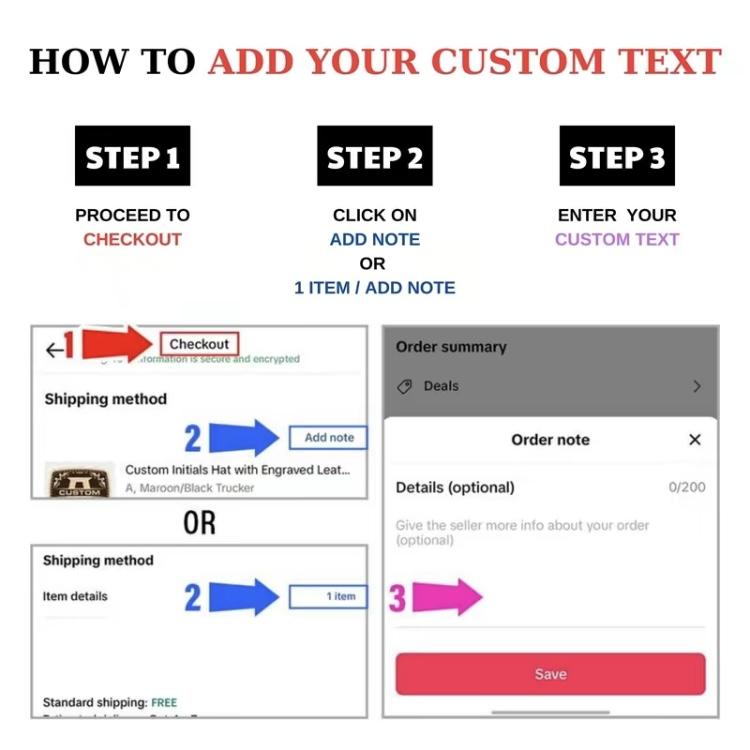 HOW TO ADD YOUR CUSTOM TEXT
STEP 1
PROCEED TO
CHECKOUT
STEP 2
CLICK ON
ADD NOTE
OR
1 ITEM / ADD NOTE
STEP 3
ENTER YOUR
CUSTOM TEXT
1
Checkout
information is secure and encrypted
Shipping method
2
Add note
Custom Initials Hat with Engraved Leat...
A, Maroon/Black Trucker
CUSTOM
OR
Shipping method
Item details
2
1 item
Standard shipping: FREE
Order summary
Deals
Order note
Details (optional) 0/200
Give the seller more info about your order
(optional)
3
Save